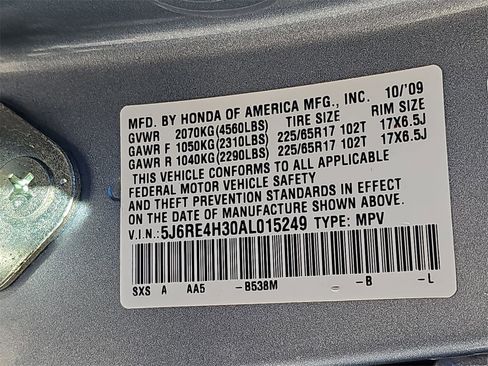 MFD. BY HONDA OF AMERICA MFG., INC. 10/'09
GVWR 2070KG(4560LBS) TIRE SIZE RIM SIZE
GAWR F 1050KG(2310LBS) 225/65R17 102T 17X6.5J
GAWR R 1040KG(2290LBS) 225/65R17 102T 17X6.5J
THIS VEHICLE CONFORMS TO ALL APPLICABLE
FEDERAL MOTOR VEHICLE SAFETY
AND THEFT PREVENTION STANDARDS IN EFFECT
ON THE DATE OF MANUFACTURE SHOWN ABOVE.
V.I.N.: 5J6RE4H30AL015249 TYPE: MPV
SXS A AA5 -B538M -B -L